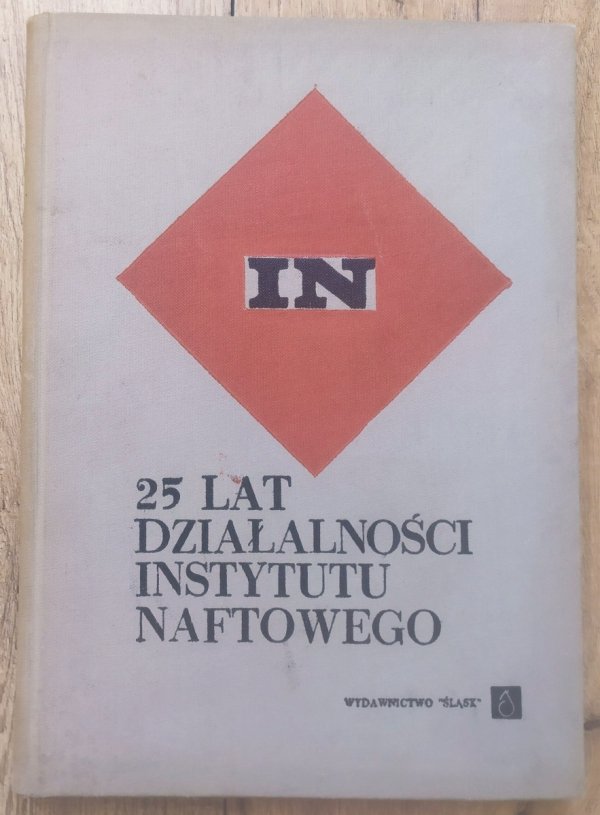 IN
25 LAT
DZIAŁALNOŚCI
INSTYTUTU
NAFTOWEGO
WYDAWNICTWO "ŚLĄSK"